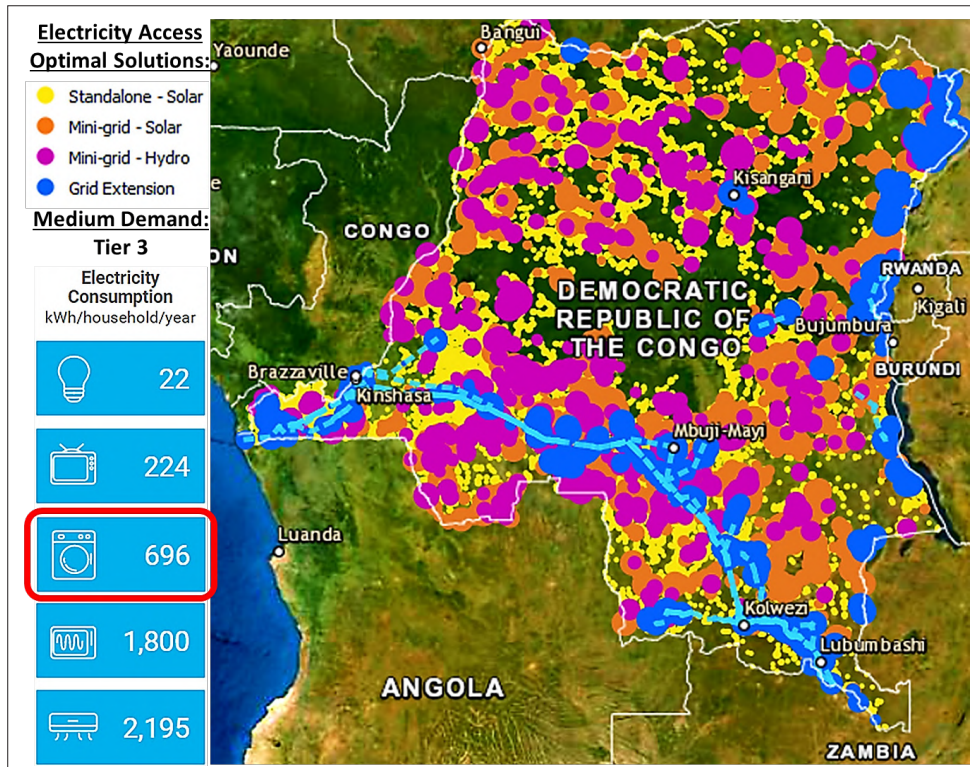 Electricity Access
Optimal Solutions:
Standalone - Solar
Mini-grid - Solar
Mini-grid - Hydro
Grid Extension
Medium Demand:
Tier 3
Electricity
Consumption
kWh/household/year
22
224
696
1,800
2,195
Yaounde
Bangui
e
ON
CONGO
Kisangani
DEMOCRATIC
REPUBLIC OF
THE CONGO
RWANDA
Kigali
Bujumbura
BURUNDI
Brazzaville
Kinshasa
Mbuji-Mayi
Luanda
Kolwezi
Lubumbashi
ANGOLA
ZAMBIA